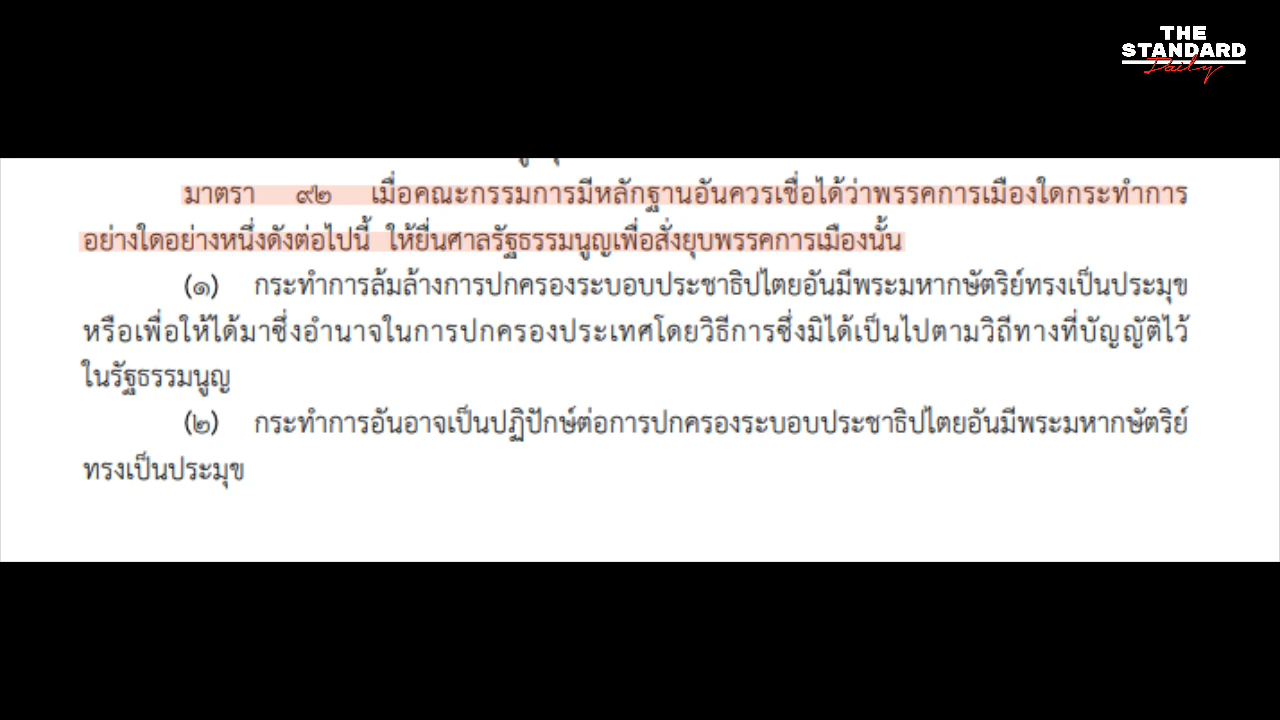 THE
STANDARD
Daily
มาตรา ๙๒ เมื่อคณะกรรมการมีหลักฐานอันควรเชื่อได้ว่าพรรคการเมืองใดกระทำการ
อย่างใดอย่างหนึ่งดังต่อไปนี้ ให้ยื่นศาลรัฐธรรมนูญเพื่อสั่งยุบพรรคการเมืองนั้น
(๑) กระทำการล้มล้างการปกครองระบอบประชาธิปไตยอันมีพระมหากษัตริย์ทรงเป็นประมุข
หรือเพื่อให้ได้มาซึ่งอำนาจในการปกครองประเทศโดยวิธีการซึ่งมิได้เป็นไปตามวิถีทางที่บัญญัติไว้
ในรัฐธรรมนูญ
(๒) กระทำการอันอาจเป็นปฏิปักษ์ต่อการปกครองระบอบประชาธิปไตยอันมีพระมหากษัตริย์
ทรงเป็นประมุข